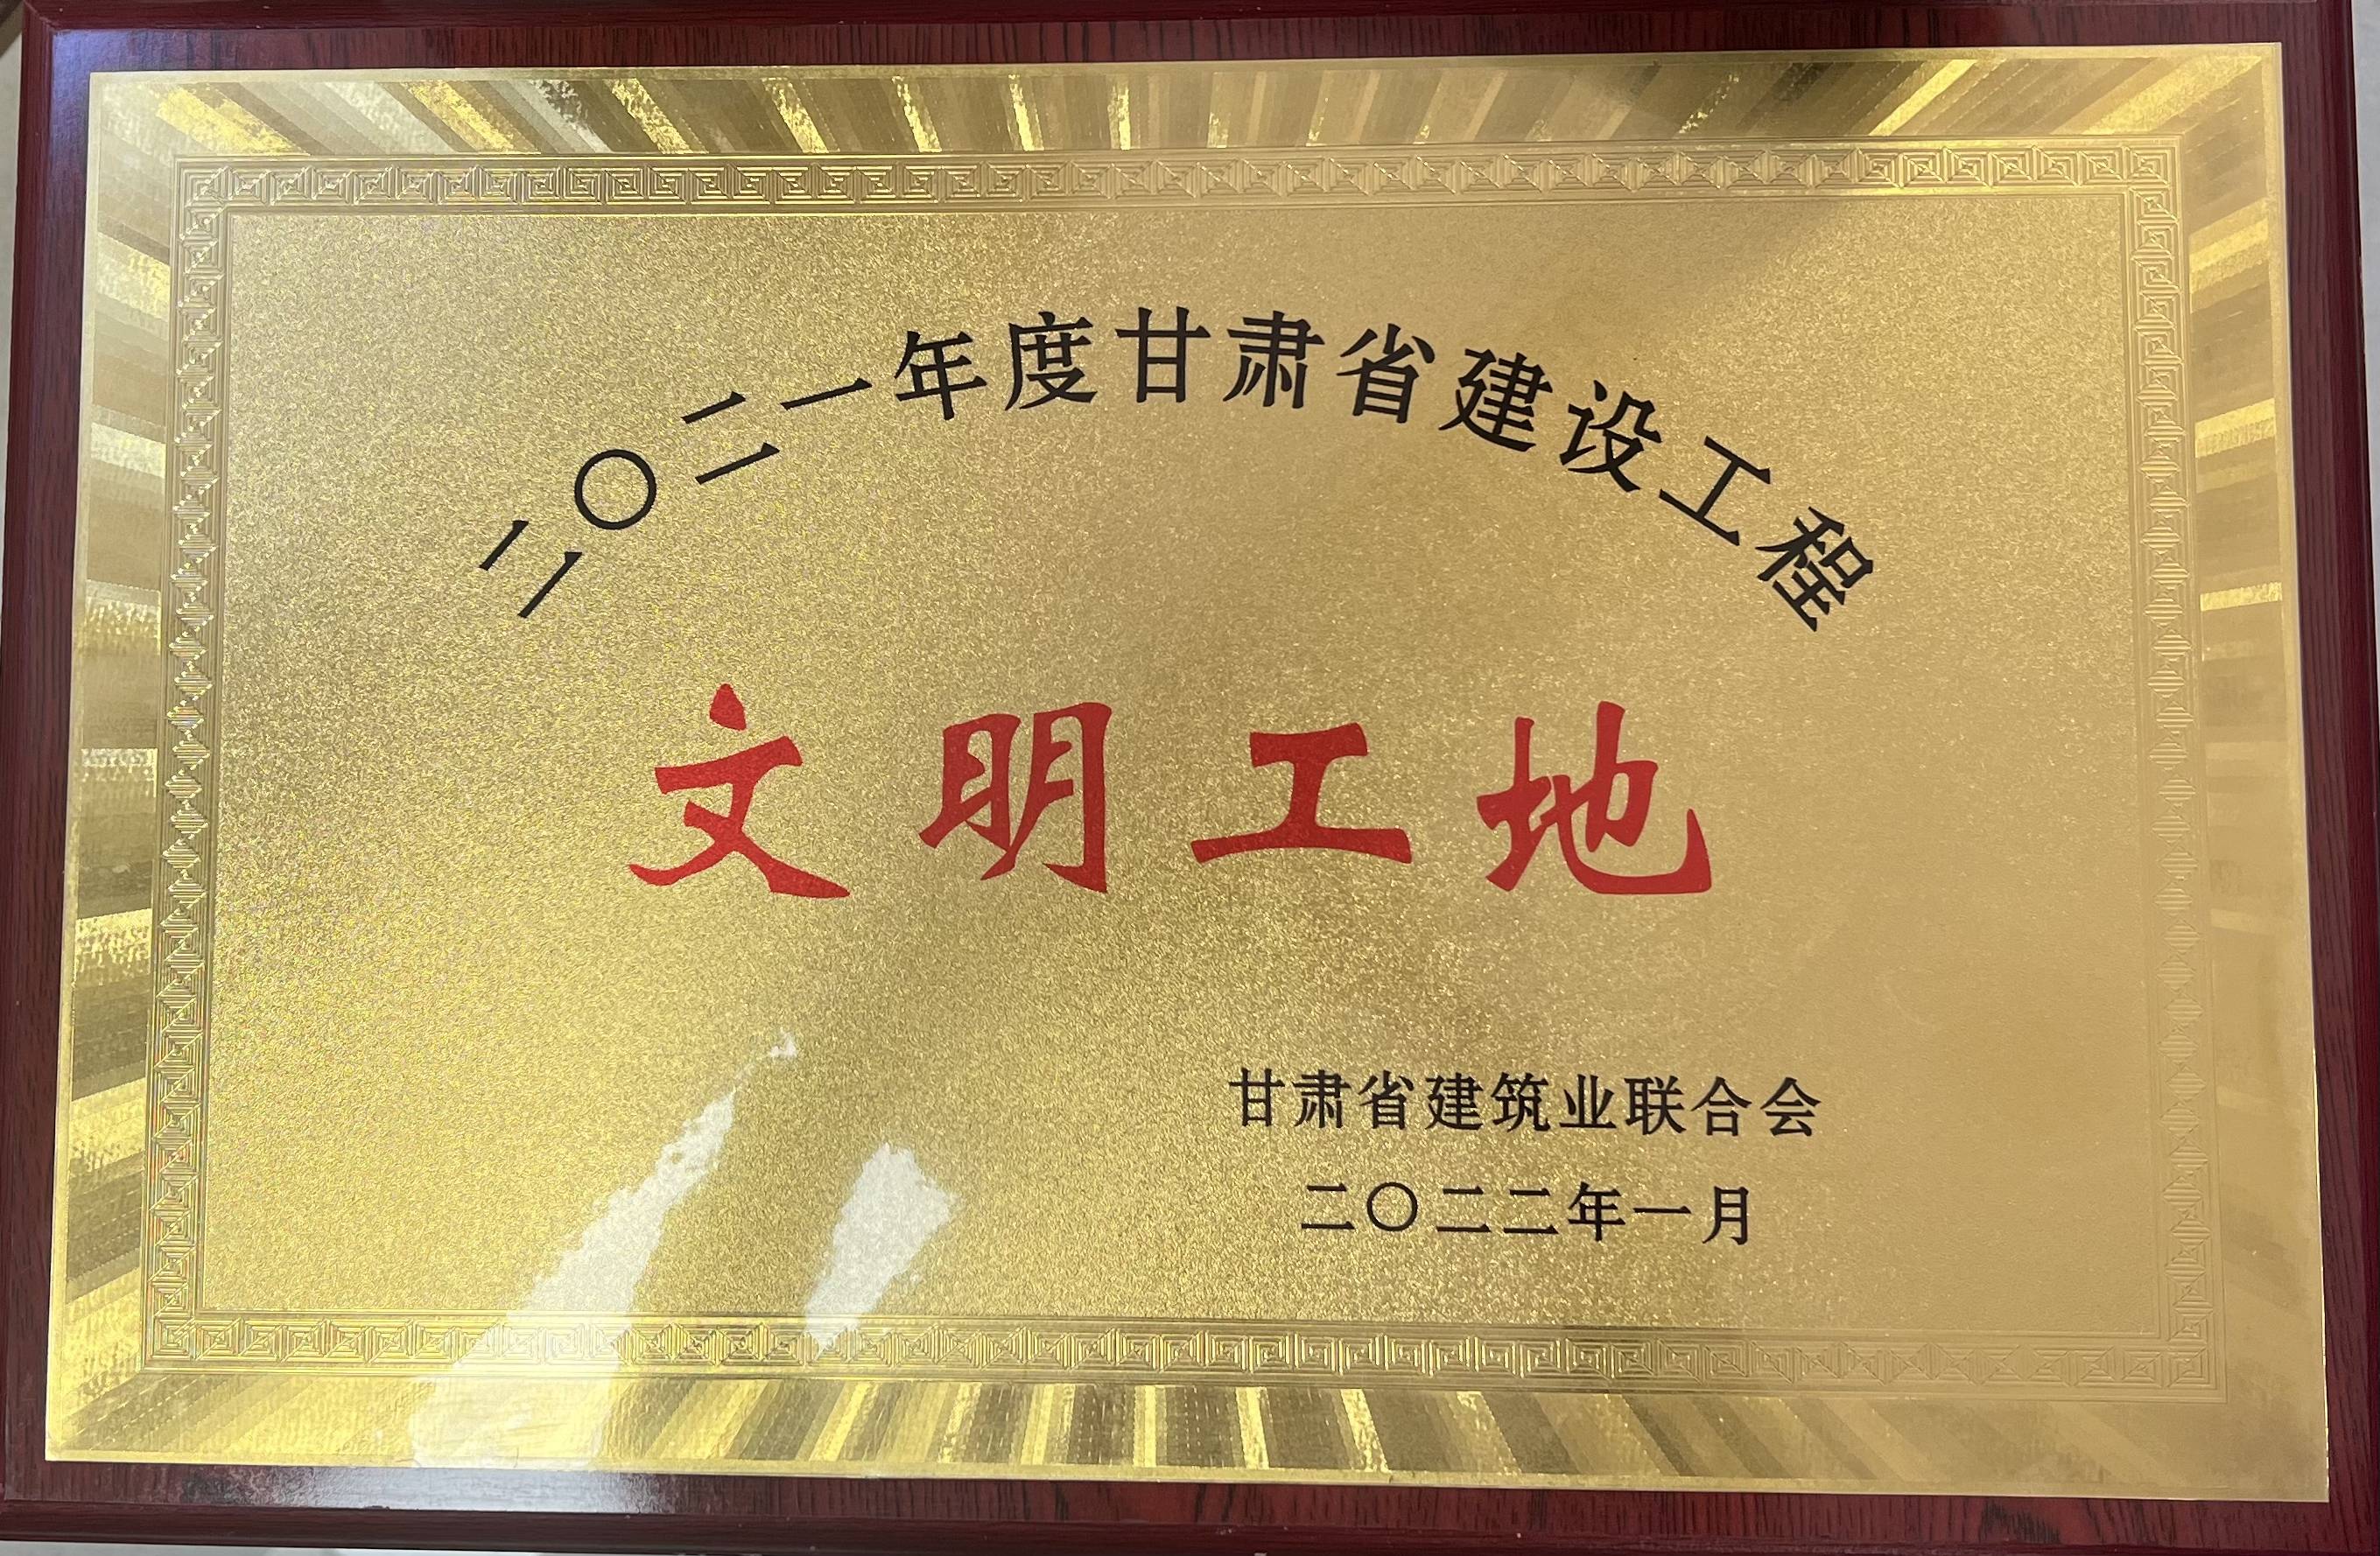 二〇二一年度甘肃省建设工程
文明工地
甘肃省建筑业联合会
二〇二二年一月